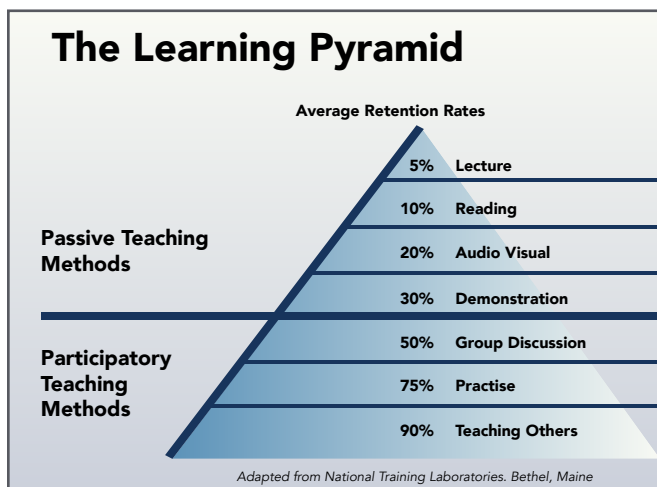 The Learning Pyramid
Average Retention Rates
5% Lecture
10% Reading
Passive Teaching
Methods
20% Audio Visual
30% Demonstration
50% Group Discussion
Participatory
Teaching
Methods
75% Practise
90% Teaching Others
Adapted from National Training Laboratories. Bethel, Maine